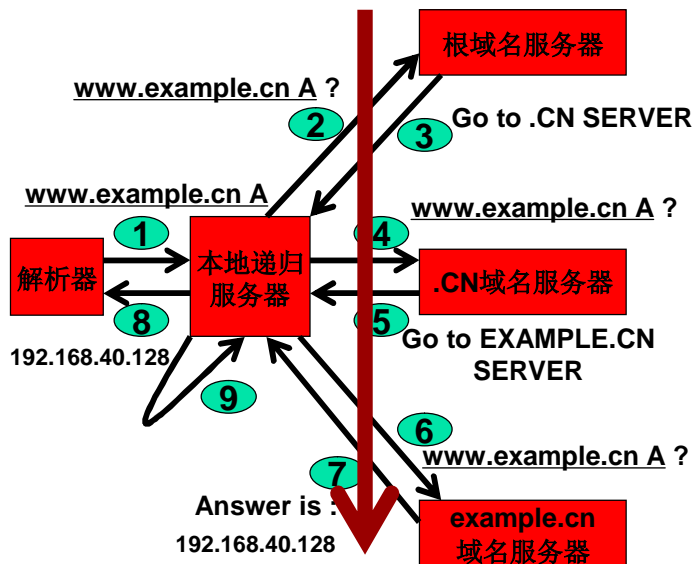 根域名服务器
www.example.cn A ?
2
3
Go to .CN SERVER
www.example.cn A
www.example.cn A ?
1
4
解析器
本地递归
服务器
.CN域名服务器
8
5
192.168.40.128
Go to EXAMPLE.CN
SERVER
9
6
www.example.cn A ?
7
Answer is :
192.168.40.128
example.cn
域名服务器